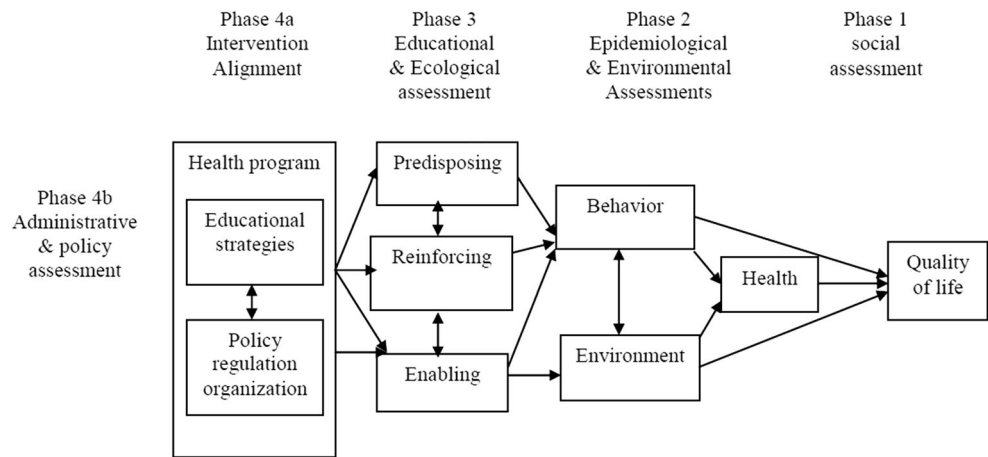 Phase 4a
Intervention
Alignment
Phase 3
Educational
& Ecological
assessment
Phase 2
Epidemiological
& Environmental
Assessments
Phase 1
social
assessment
Phase 4b
Administrative
& policy
assessment
Health program
Educational
strategies
Policy
regulation
organization
Predisposing
Reinforcing
Enabling
Behavior
Environment
Health
Quality
of life